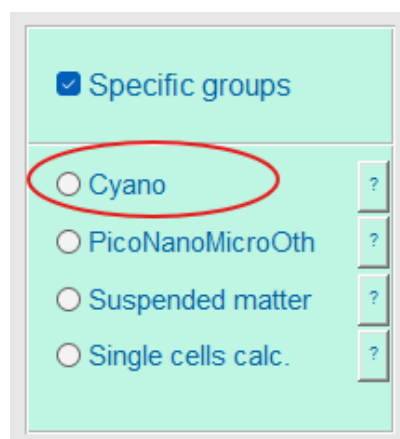 Specific groups
Cyano ?
PicoNanoMicroOth ?
Suspended matter ?
Single cells calc. ?